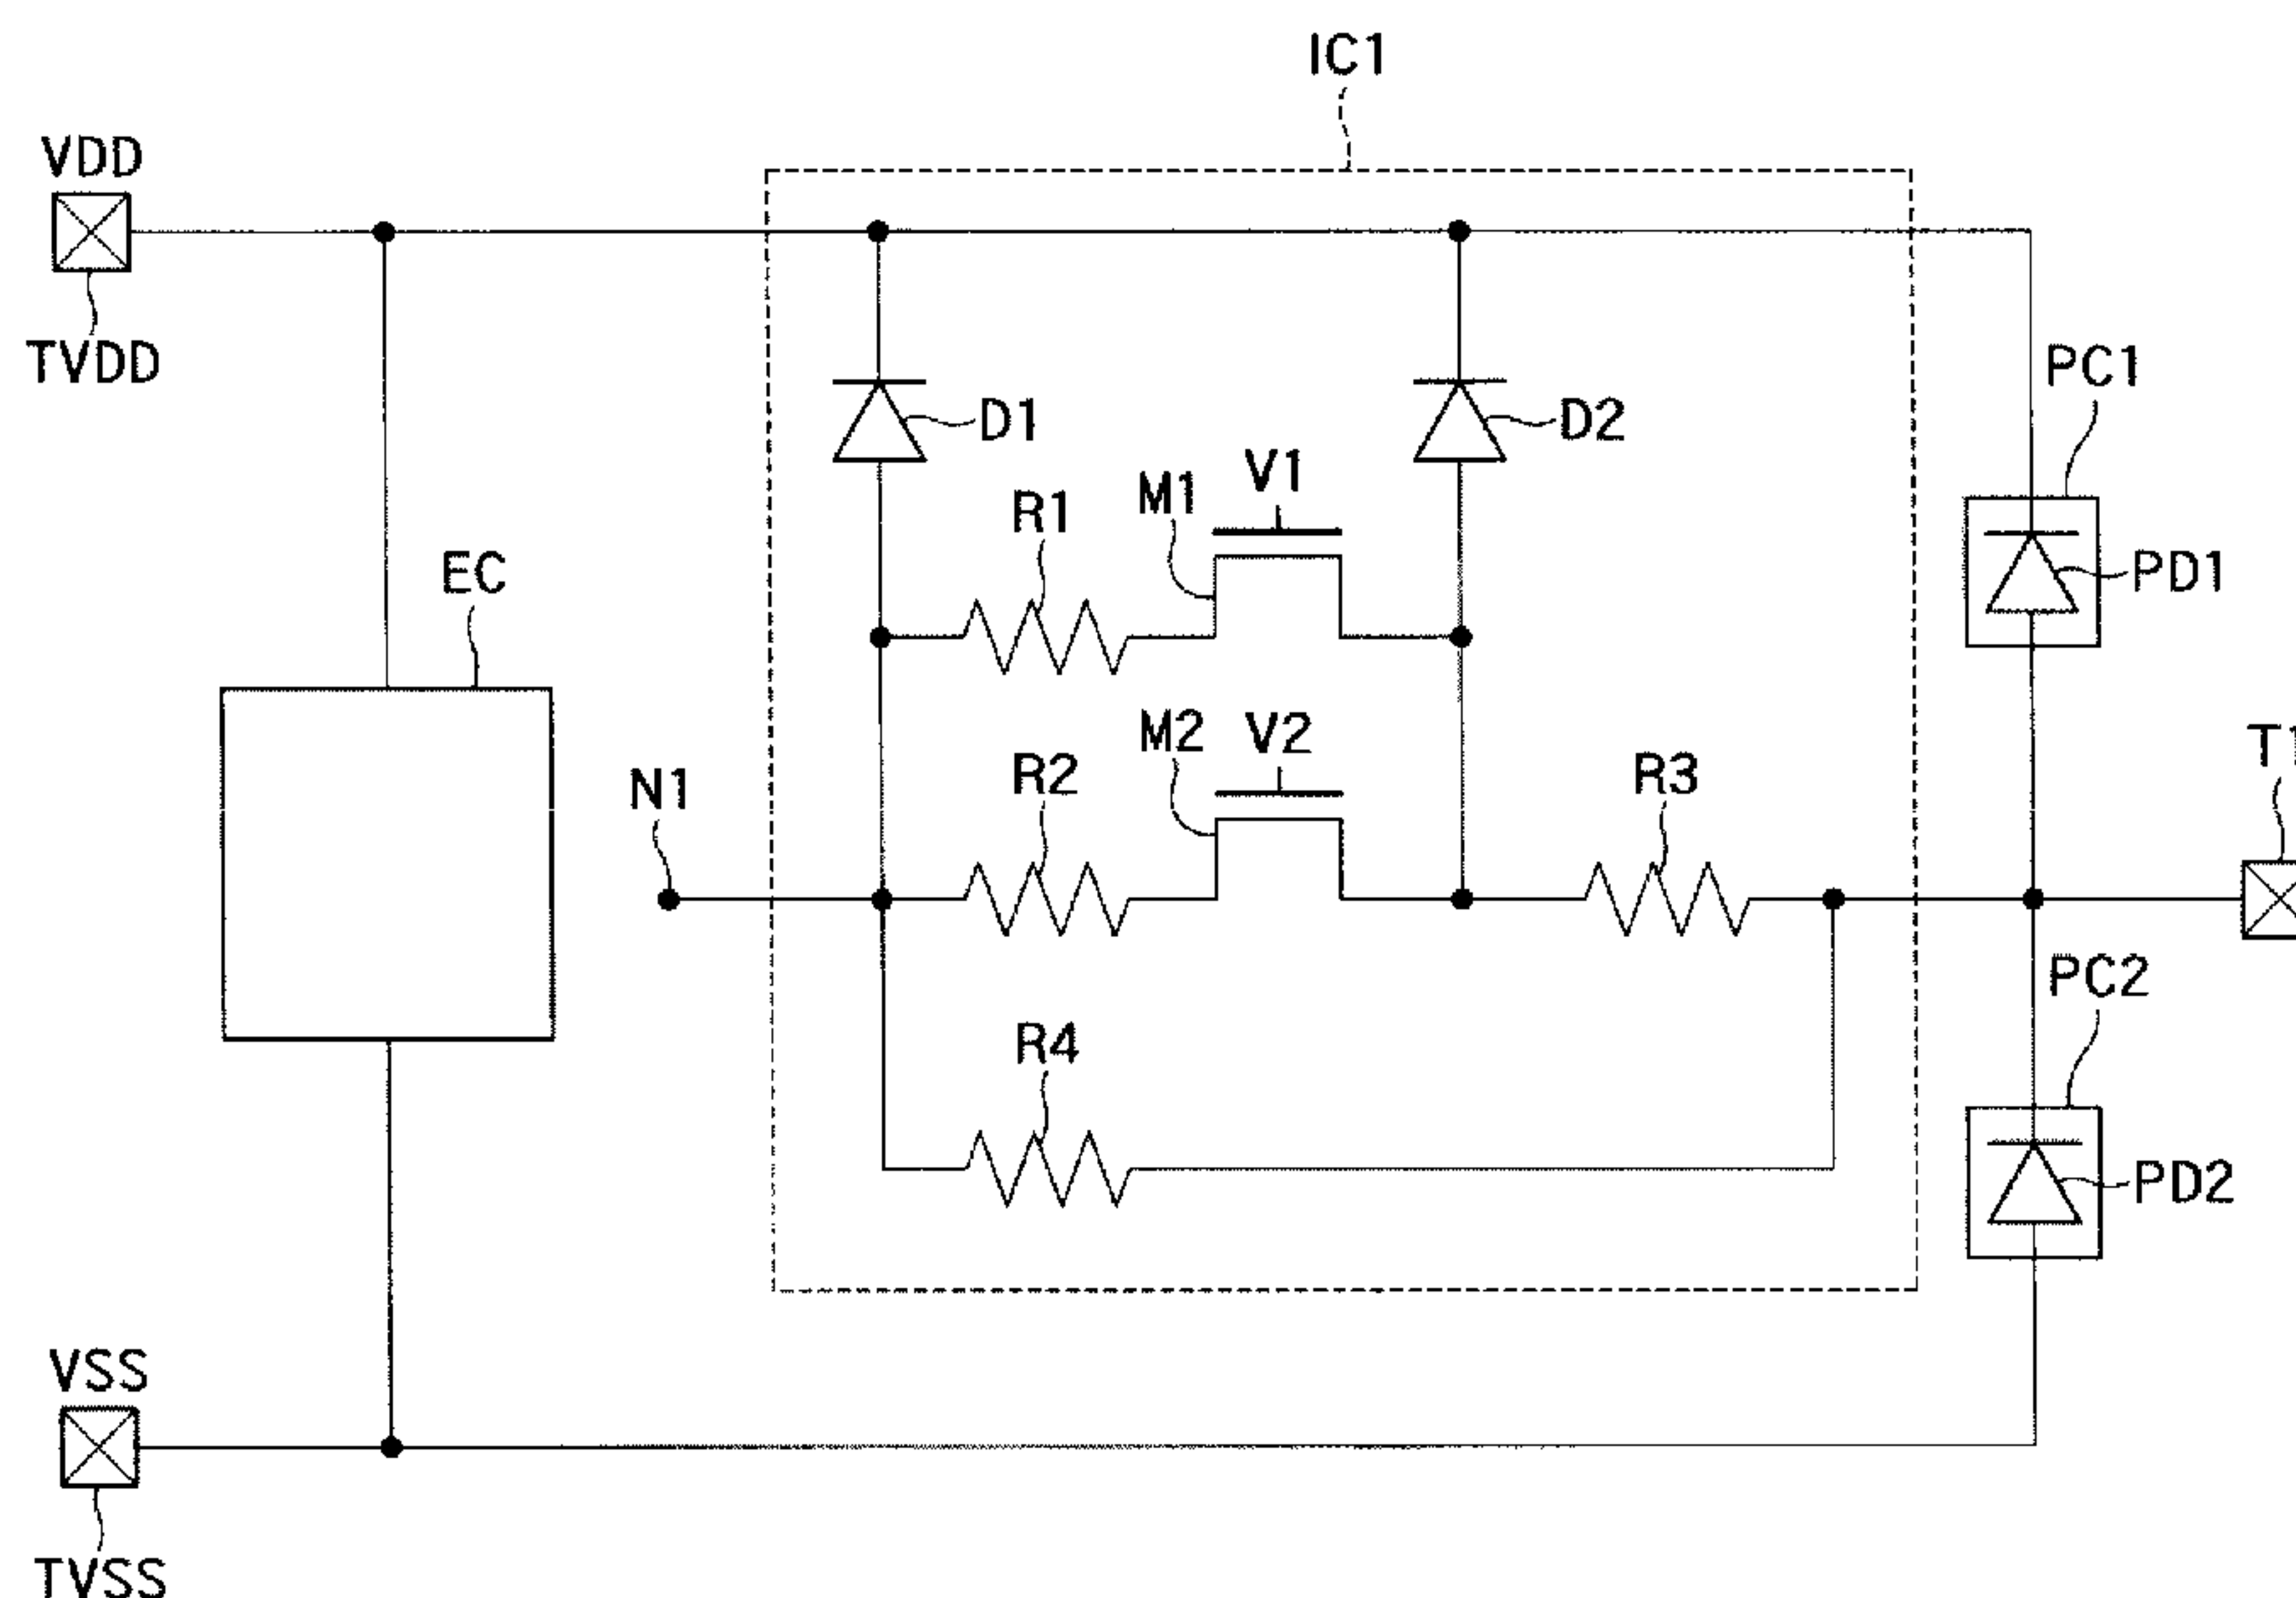 IC1
VDD
TVDD
PC1
D1
D2
V1
M1
R1
PD1
EC
M2
V2
R2
R3
T1
N1
PC2
R4
PD2
VSS
TVSS